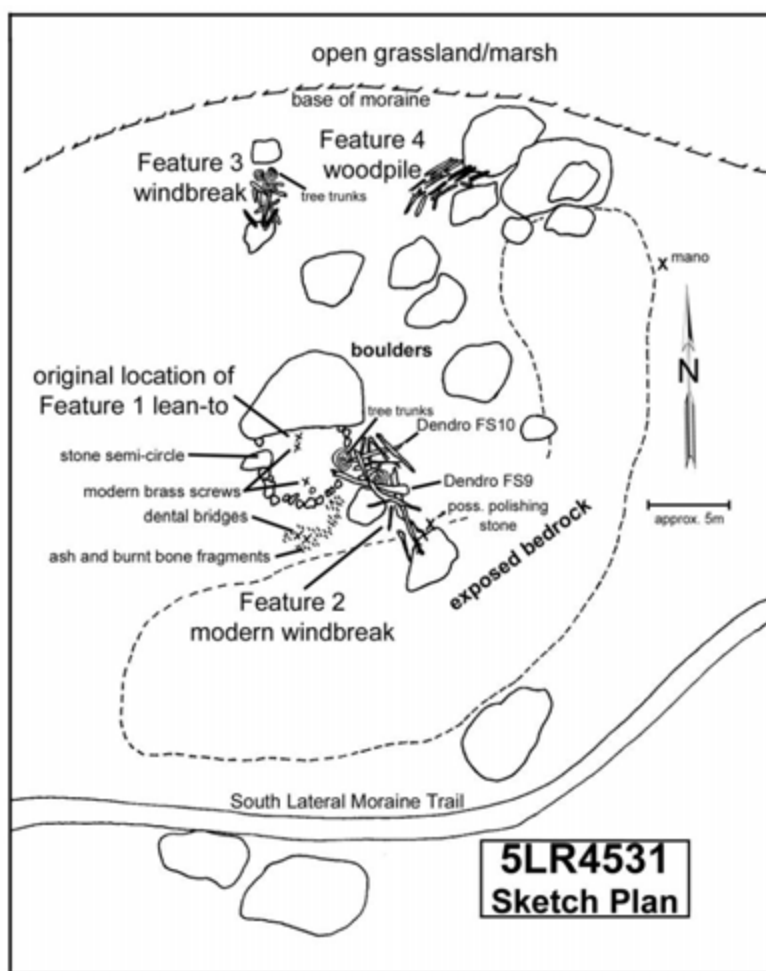 open grassland/marsh
base of moraine
Feature 3
windbreak
tree trunks
Feature 4
woodpile
x mano
N
boulders
original location of
Feature 1 lean-to
tree trunks
Dendro FS10
stone semi-circle
modern brass screws
Dendro FS9
dental bridges
poss. polishing
stone
approx. 5m
ash and burnt bone fragments
exposed bedrock
Feature 2
modern windbreak
South Lateral Moraine Trail
5LR4531
Sketch Plan